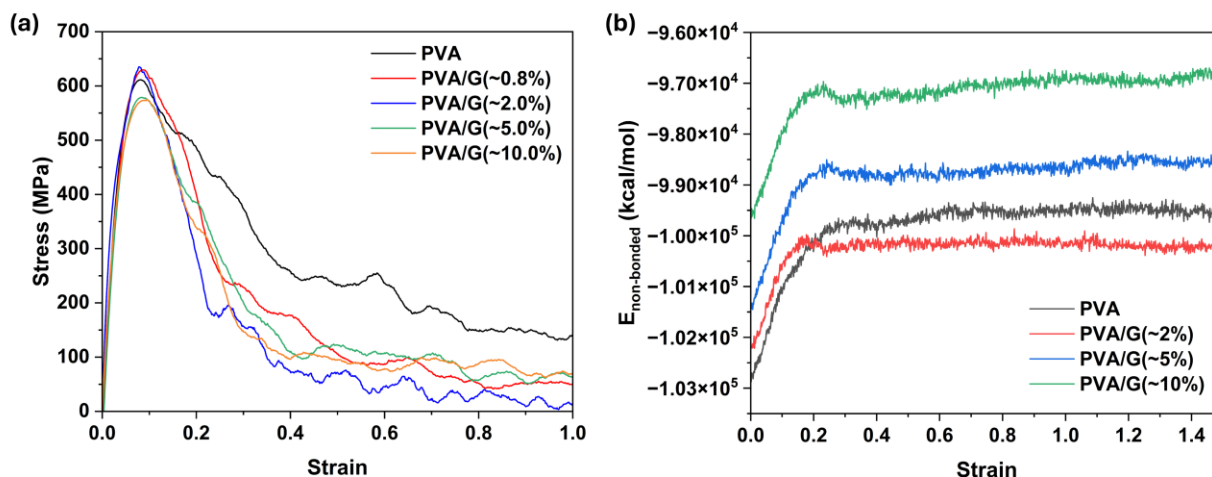 (a)
700
600
500
400
300
200
100
0
Stress (MPa)
0.0
0.2
0.4
0.6
0.8
1.0
Strain
PVA
PVA/G(~0.8%)
PVA/G(~2.0%)
PVA/G(~5.0%)
PVA/G(~10.0%)
(b)
−9.60×10⁴
−9.70×10⁴
−9.80×10⁴
−9.90×10⁴
−1.00×10⁵
−1.01×10⁵
−1.02×10⁵
−1.03×10⁵
E non-bonded (kcal/mol)
0.0
0.2
0.4
0.6
0.8
1.0
1.2
1.4
Strain
PVA
PVA/G(~2%)
PVA/G(~5%)
PVA/G(~10%)